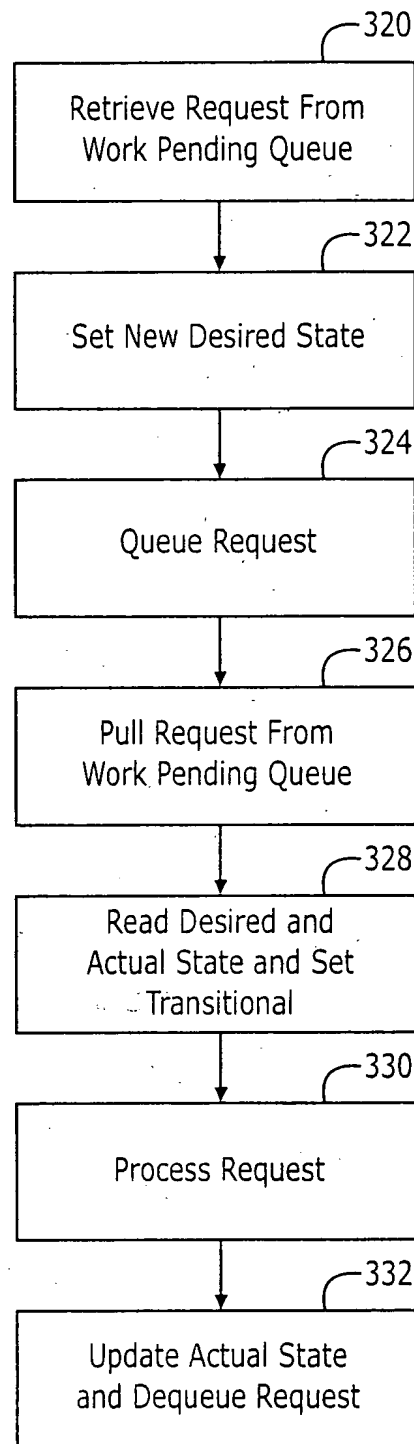 320
Retrieve Request From
Work Pending Queue
322
Set New Desired State
324
Queue Request
326
Pull Request From
Work Pending Queue
328
Read Desired and
Actual State and Set
Transitional
330
Process Request
332
Update Actual State
and Dequeue Request